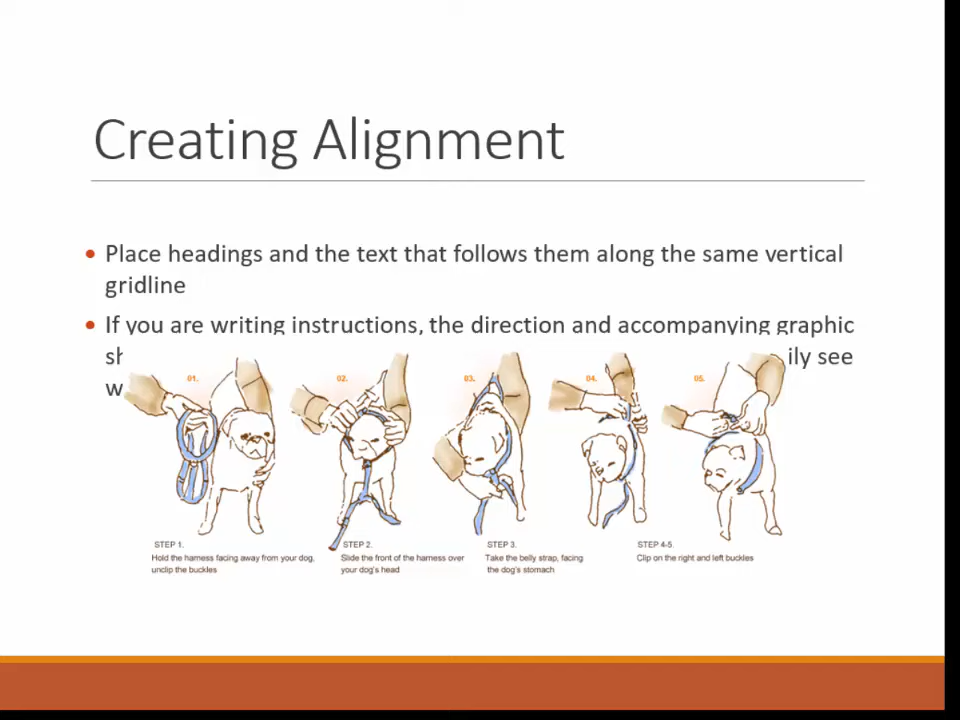 Creating Alignment
Place headings and the text that follows them along the same vertical
gridline
If you are writing instructions, the direction and accompanying graphic
ily see
01. 02. 03. 04. 05.
STEP 1. STEP 2. STEP 3. STEP 4-5.
Hold the harness facing away from your dog, Slide the front of the harness over Take the belly strap, facing Clip on the right and left buckles
unclip the buckles your dog's head the dog's stomach